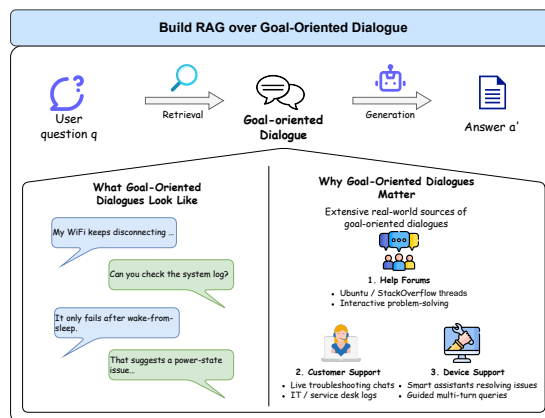 Build RAG over Goal-Oriented Dialogue
User
question q
Retrieval
Goal-oriented
Dialogue
Generation
Answer a'
What Goal-Oriented
Dialogues Look Like
My WiFi keeps disconnecting ...
Can you check the system log?
It only fails after wake-from-
sleep.
That suggests a power-state
issue...
Why Goal-Oriented Dialogues
Matter
Extensive real-world sources of
goal-oriented dialogues
1. Help Forums
• Ubuntu / StackOverflow threads
• Interactive problem-solving
2. Customer Support
• Live troubleshooting chats
• IT / service desk logs
3. Device Support
• Smart assistants resolving issues
• Guided multi-turn queries